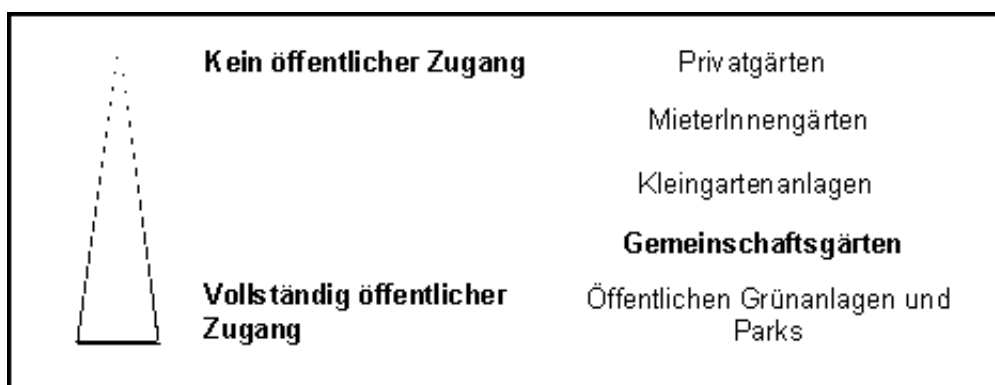 Kein öffentlicher Zugang
Privatgärten
MieterInnengärten
Kleingartenanlagen
Gemeinschaftsgärten
Vollständig öffentlicher
Zugang
Öffentlichen Grünanlagen und
Parks